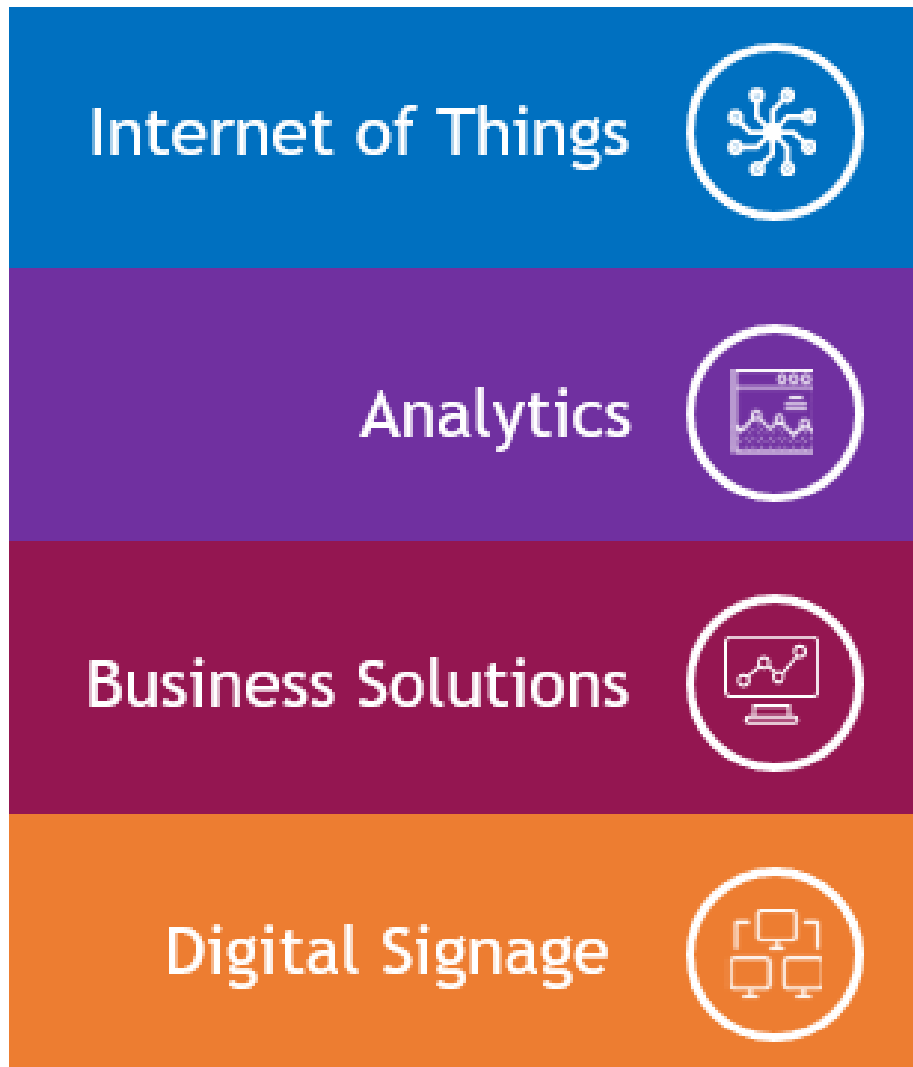 Internet of Things
Analytics
Business Solutions
Digital Signage